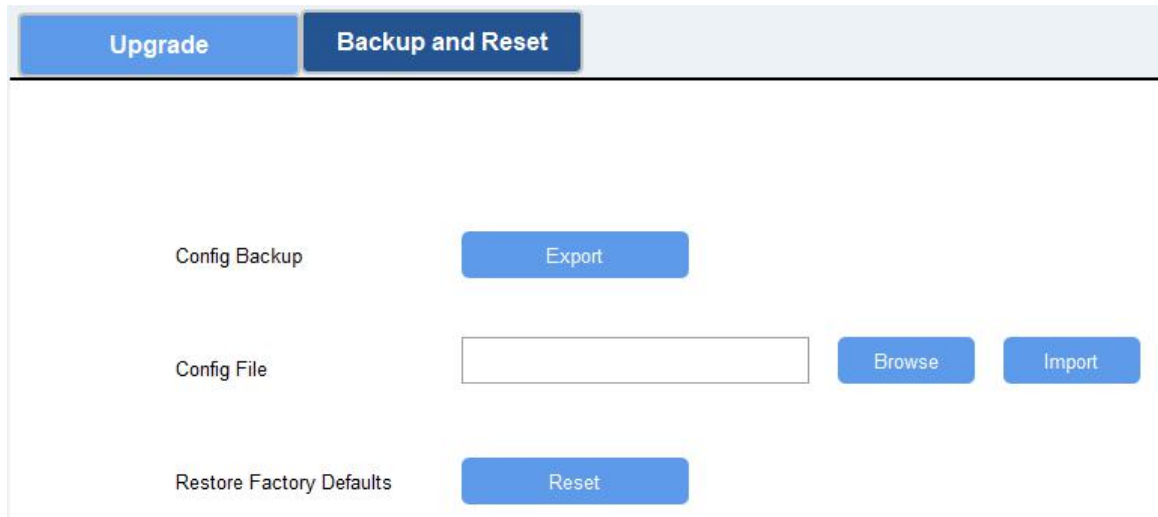 Upgrade Backup and Reset
Config Backup Export
Config File Browse Import
Restore Factory Defaults Reset